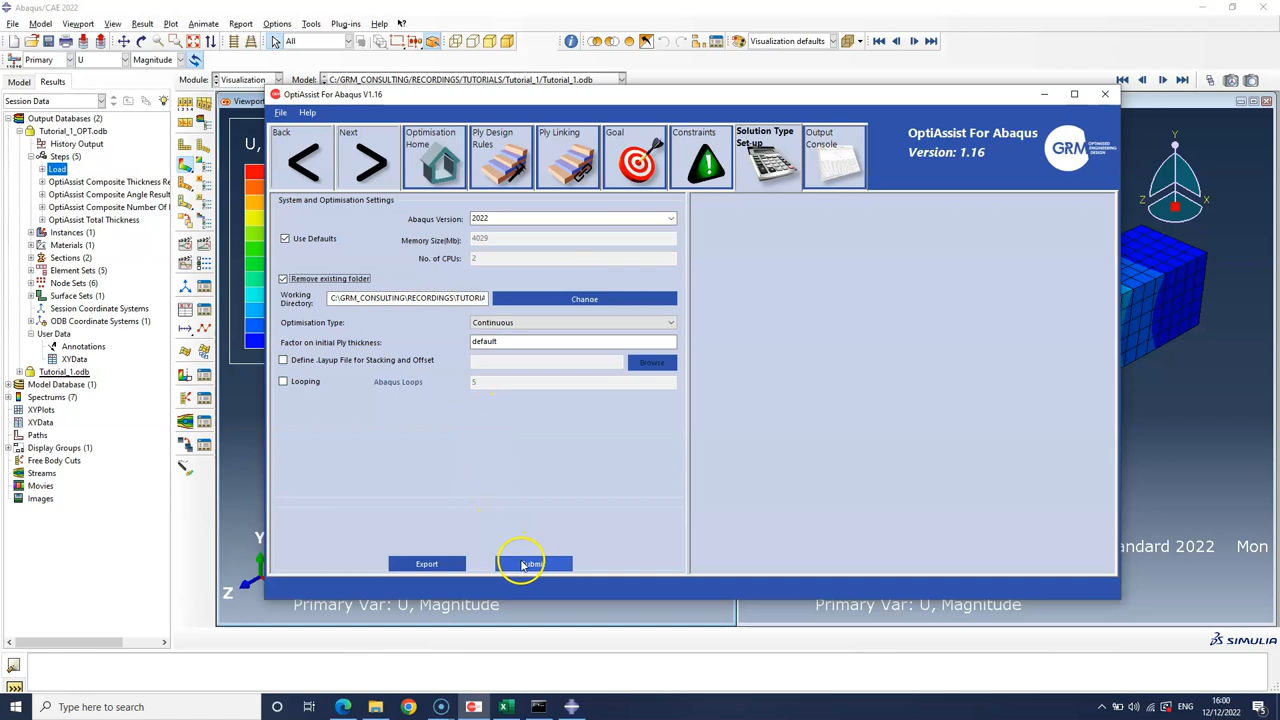 Abaqus/CAE 2022
File Model Viewport View Result Plot Animate Report Options Tools Plug-ins Help
All
Visualization defaults
Primary U Magnitude
Model Results Module: Visualization Model: C:/GRM_CONSULTING/RECORDINGS/TUTORIALS/Tutorial_1/Tutorial_1.odb
Session Data
Output Databases (2)
Tutorial_1_OPT.odb
History Output
Steps (5)
Load
OptiAssist Composite Thickness Re
OptiAssist Composite Angle Result
OptiAssist Composite Number Of
OptiAssist Total Thickness
Instances (1)
Materials (1)
Sections (2)
Element Sets (5)
Node Sets (6)
Surface Sets (1)
Session Coordinate Systems
ODB Coordinate Systems (1)
User Data
Annotations
XYData
Tutorial_1.odb
Model Database (1)
Spectrums (7)
XYPlots
XYData
Paths
Display Groups (1)
Free Body Cuts
Streams
Movies
Images
Viewport
U,
Y
Z
OptiAssist For Abaqus V1.16
File Help
Back
Next
Optimisation Home
Ply Design Rules
Ply Linking
Goal
Constraints
Solution Type Set-up
Output Console
OptiAssist For Abaqus
Version: 1.16
GRM
System and Optimisation Settings
Abaqus Version: 2022
Use Defaults Memory Size(Mb): 4029
No. of CPUs: 2
Remove existing folder
Working Directory: C:\GRM_CONSULTING\RECORDINGS\TUTORIA Change
Optimisation Type: Continuous
Factor on initial Ply thickness: default
Define .Layup File for Stacking and Offset Browse
Looping Abaqus Loops 5
Export Submit
Y
Z X
tandard 2022 Mon
Primary Var: U, Magnitude
Primary Var: U, Magnitude
SIMULIA
Type here to search
ENG
16:00
12/12/2022